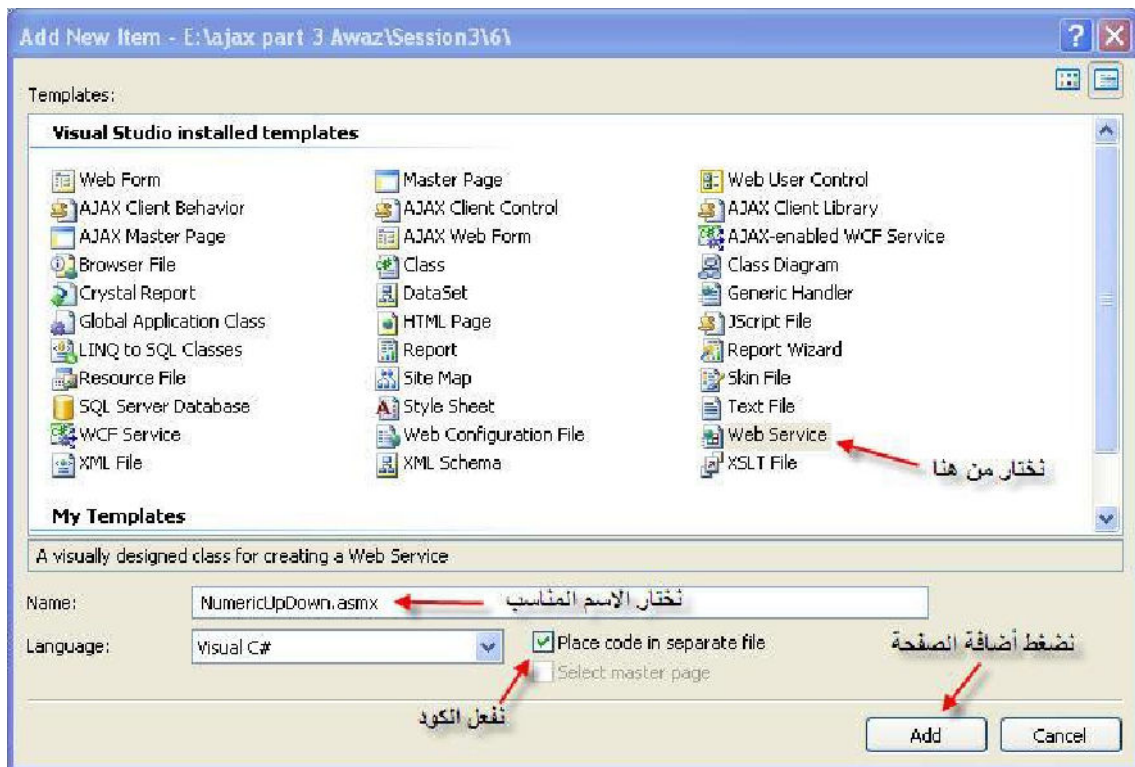 Add New Item - E:\ajax part 3 Awaz\Session3\6\
Templates:
Visual Studio installed templates
Web Form Master Page Web User Control
AJAX Client Behavior AJAX Client Control AJAX Client Library
AJAX Master Page AJAX Web Form AJAX-enabled WCF Service
Browser File Class Class Diagram
Crystal Report DataSet Generic Handler
Global Application Class HTML Page JScript File
LINQ to SQL Classes Report Report Wizard
Resource File Site Map Skin File
SQL Server Database Style Sheet Text File
WCF Service Web Configuration File Web Service
XML File XML Schema XSLT File
نختار من هنا
My Templates
A visually designed class for creating a Web Service
Name: NumericUpDown.asmx نختار الاسم المناسب
Language: Visual C# Place code in separate file نضغط أضافة الصفحة
Select master page
نفعل الكود
Add Cancel